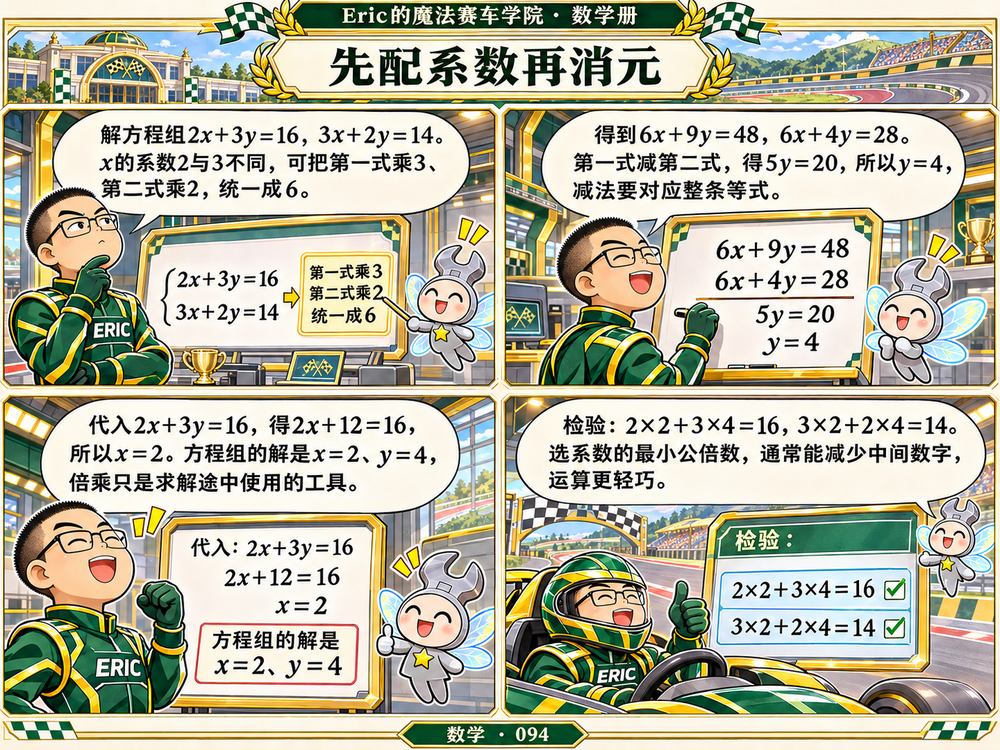 Eric的魔法赛车学院·数学册
先配系数再消元
解方程组2x+3y=16，3x+2y=14。
x的系数2与3不同，可把第一式乘3、
第二式乘2，统一成6。
2x+3y=16
3x+2y=14
第一式乘3
第二式乘2
统一成6
ERIC
得到6x+9y=48，6x+4y=28。
第一式减第二式，得5y=20，所以y=4，
减法要对应整条等式。
6x+9y=48
6x+4y=28
5y=20
y=4
代入2x+3y=16，得2x+12=16，
所以x=2。方程组的解是x=2、y=4，
倍乘只是求解途中使用的工具。
代入：2x+3y=16
2x+12=16
x=2
方程组的解是
x=2、y=4
ERIC
检验：2×2+3×4=16，3×2+2×4=14。
选系数的最小公倍数，通常能减少中间数字，
运算更轻巧。
检验：
2×2+3×4=16
3×2+2×4=14
ERIC
数学·094